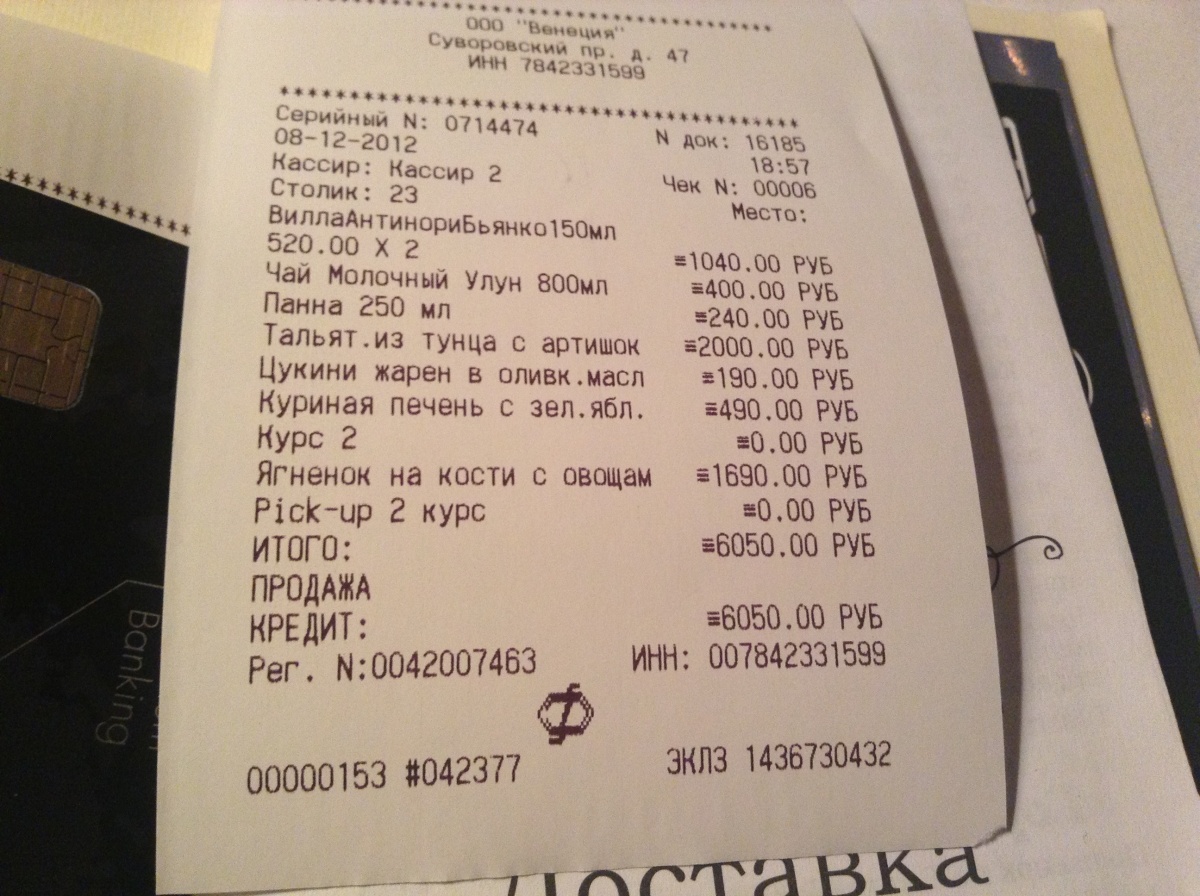 ********************************
ООО "Венеция"
Суворовский пр. д. 47
ИНН 7842331599
****************************************
Серийный N: 0714474 N док: 16185
08-12-2012 18:57
Кассир: Кассир 2 Чек N: 00006
Столик: 23 Место:
ВиллаАнтинориБьянко150мл
520.00 X 2 ≡1040.00 РУБ
Чай Молочный Улун 800мл ≡400.00 РУБ
Панна 250 мл ≡240.00 РУБ
Тальят.из тунца с артишок ≡2000.00 РУБ
Цукини жарен в оливк.масл ≡190.00 РУБ
Куриная печень с зел.ябл. ≡490.00 РУБ
Курс 2 ≡0.00 РУБ
Ягненок на кости с овощам ≡1690.00 РУБ
Pick-up 2 курс ≡0.00 РУБ
ИТОГО: ≡6050.00 РУБ
ПРОДАЖА
КРЕДИТ: ≡6050.00 РУБ
Рег. N:0042007463 ИНН: 007842331599
00000153 #042377 ЭКЛЗ 1436730432
Banking
Доставка